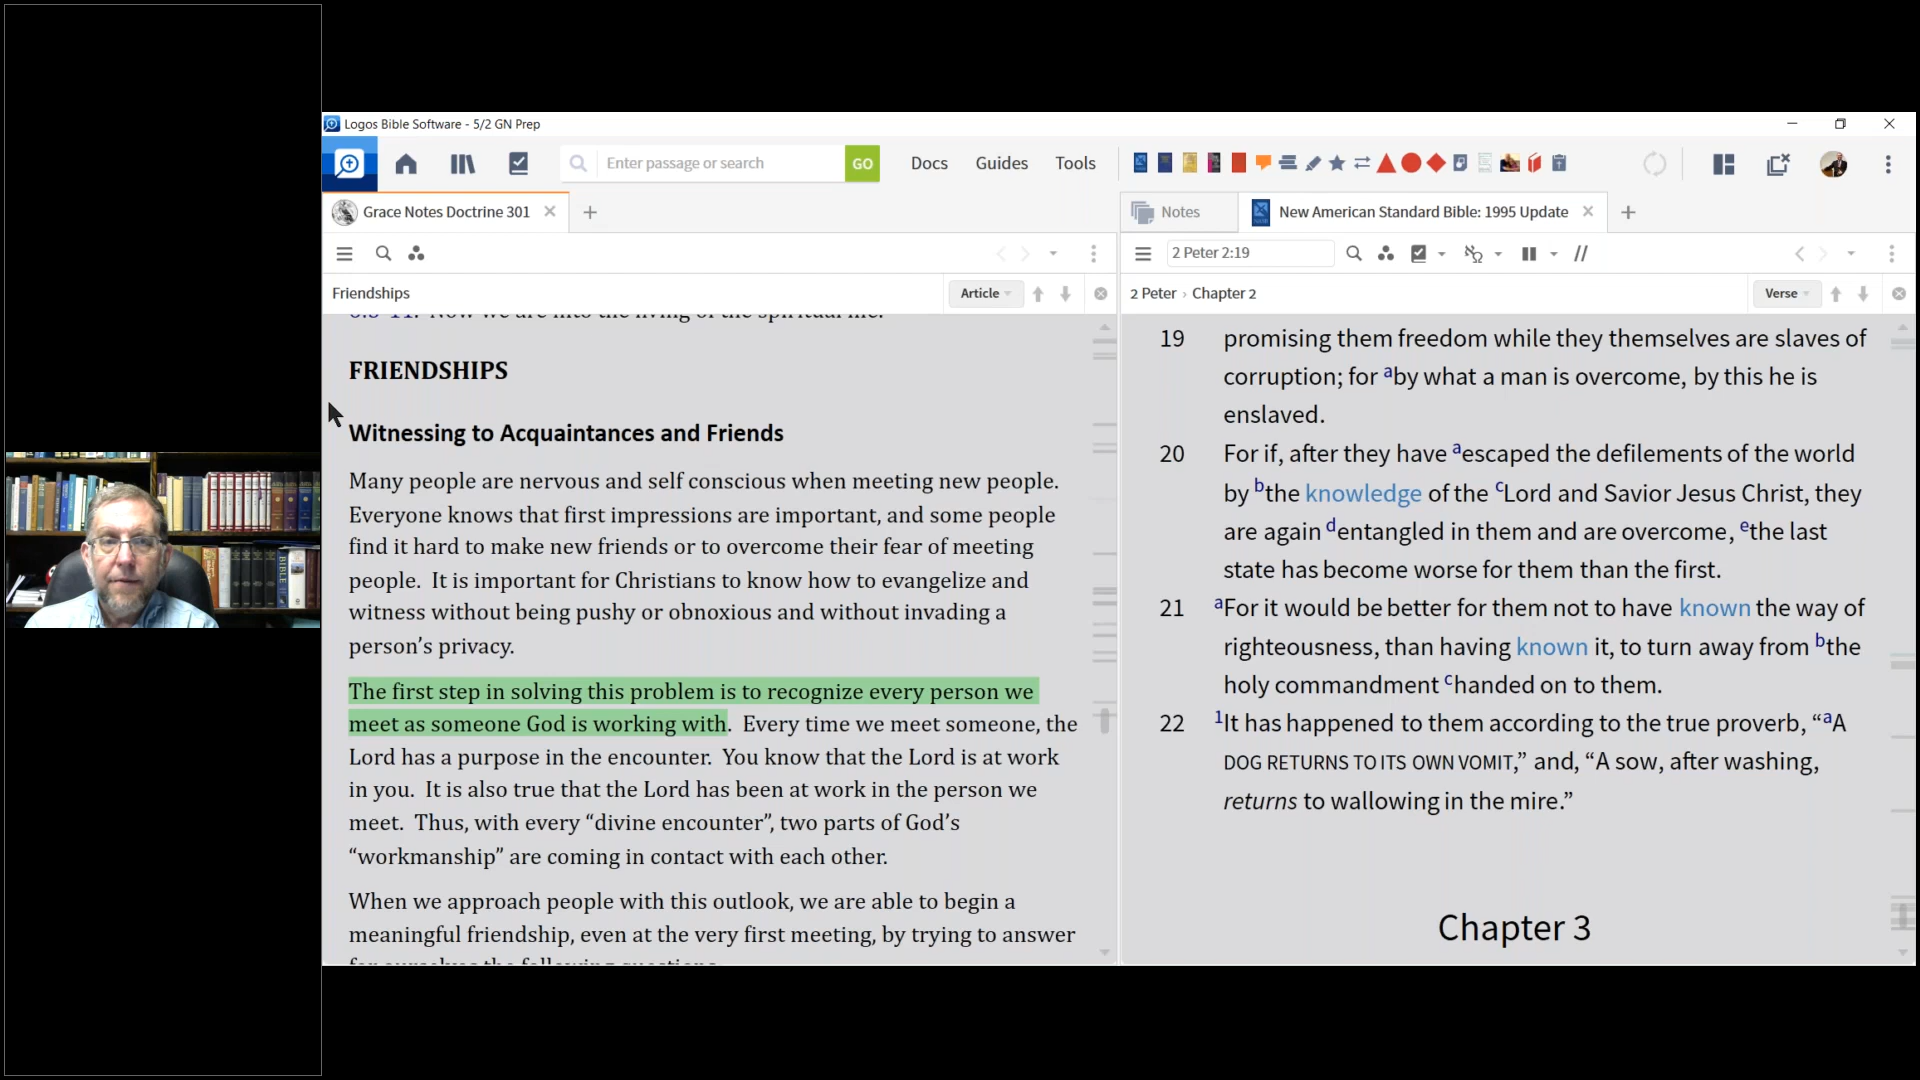 Logos Bible Software - 5/2 GN Prep
Enter passage or search
GO
Docs
Guides
Tools
Grace Notes Doctrine 301
Friendships
Article
Now we are into the living of the spiritual life.
FRIENDSHIPS
Witnessing to Acquaintances and Friends
Many people are nervous and self conscious when meeting new people.
Everyone knows that first impressions are important, and some people
find it hard to make new friends or to overcome their fear of meeting
people.  It is important for Christians to know how to evangelize and
witness without being pushy or obnoxious and without invading a
person’s privacy.
The first step in solving this problem is to recognize every person we
meet as someone God is working with.  Every time we meet someone, the
Lord has a purpose in the encounter.  You know that the Lord is at work
in you.  It is also true that the Lord has been at work in the person we
meet.  Thus, with every “divine encounter”, two parts of God’s
“workmanship” are coming in contact with each other.
When we approach people with this outlook, we are able to begin a
meaningful friendship, even at the very first meeting, by trying to answer
for ourselves the following questions
Notes
New American Standard Bible: 1995 Update
2 Peter 2:19
2 Peter › Chapter 2
Verse
19 promising them freedom while they themselves are slaves of
corruption; for aby what a man is overcome, by this he is
enslaved.
20 For if, after they have aescaped the defilements of the world
by bthe knowledge of the cLord and Savior Jesus Christ, they
are again dentangled in them and are overcome, ethe last
state has become worse for them than the first.
21 aFor it would be better for them not to have known the way of
righteousness, than having known it, to turn away from bthe
holy commandment chanded on to them.
22 1It has happened to them according to the true proverb, “aA
DOG RETURNS TO ITS OWN VOMIT,” and, “A sow, after washing,
returns to wallowing in the mire.”
Chapter 3
BIBLE